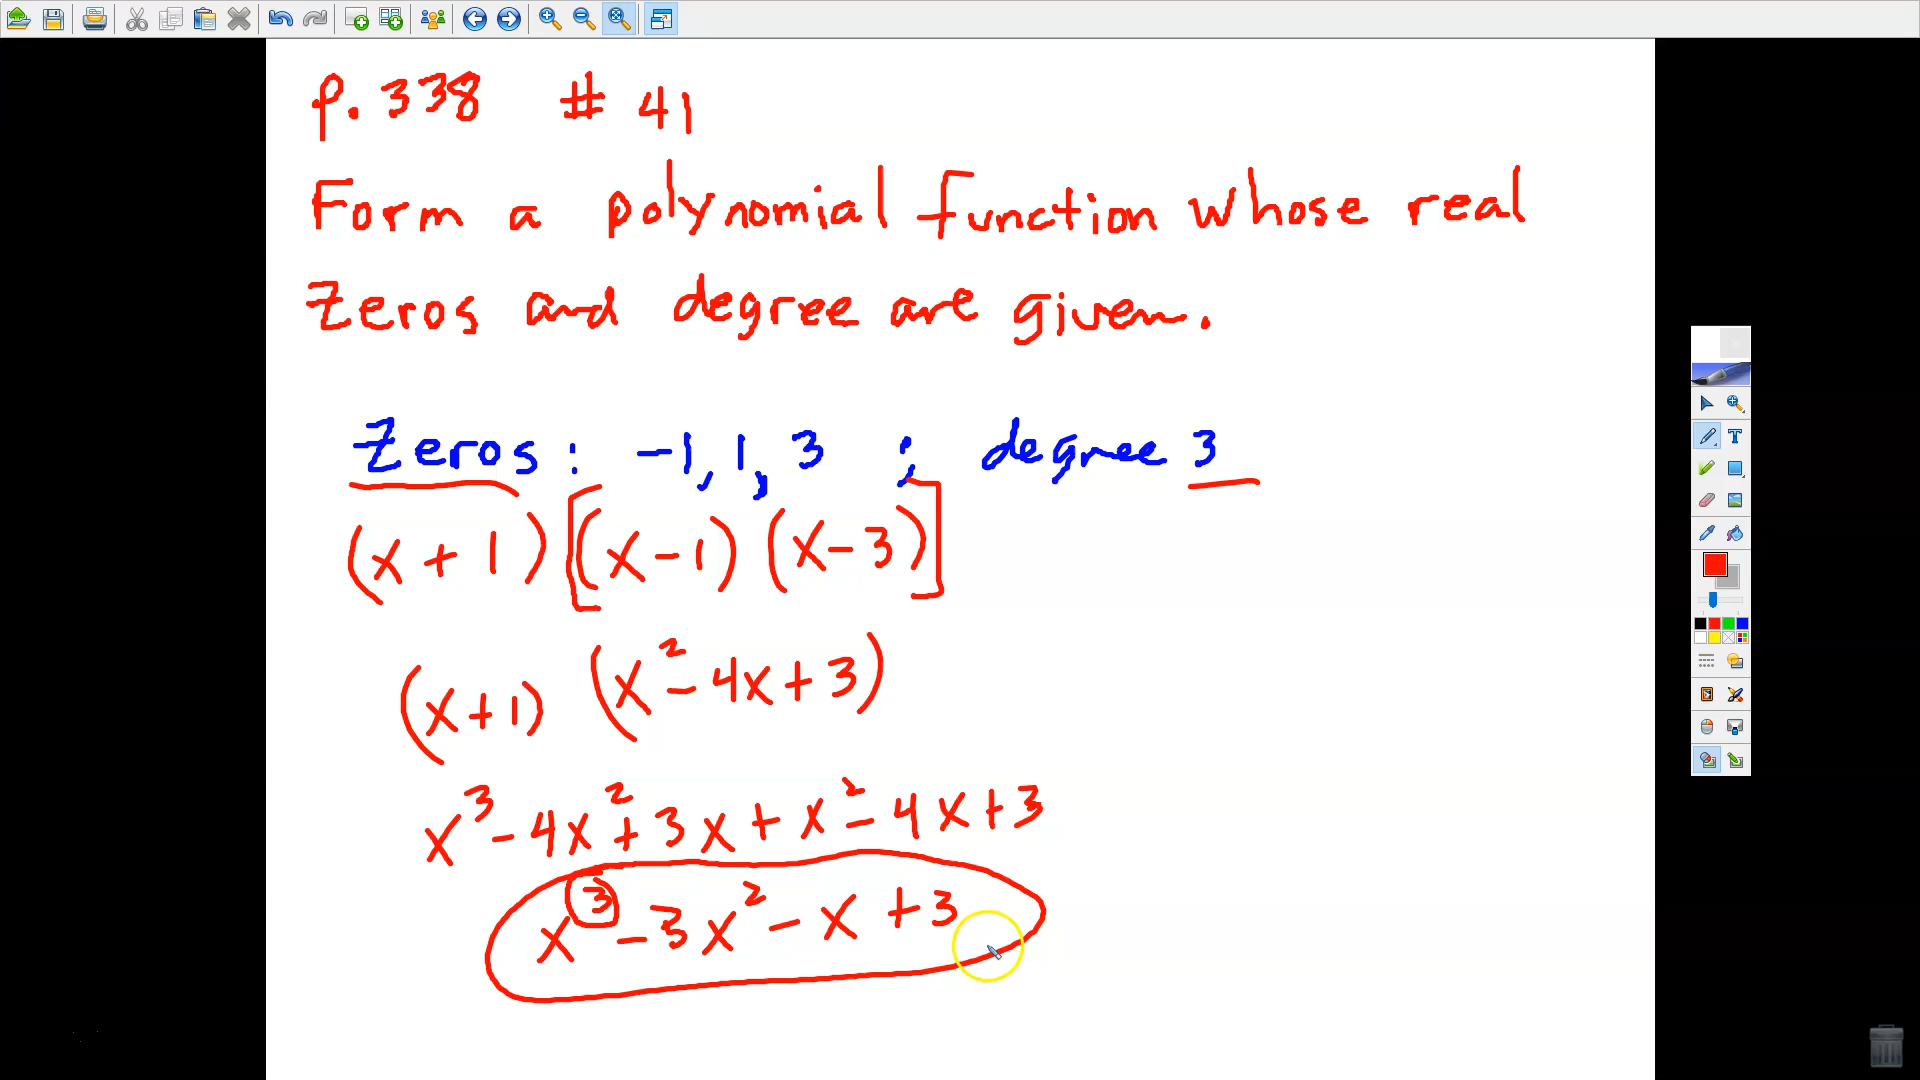 p. 338 # 41
Form a polynomial function whose real
zeros and degree are given.
Zeros: -1, 1, 3 ; degree 3
(x + 1) [(x - 1) (x - 3)]
(x + 1) (x² - 4x + 3)
x³ - 4x² + 3x + x² - 4x + 3
x³ - 3x² - x + 3
T